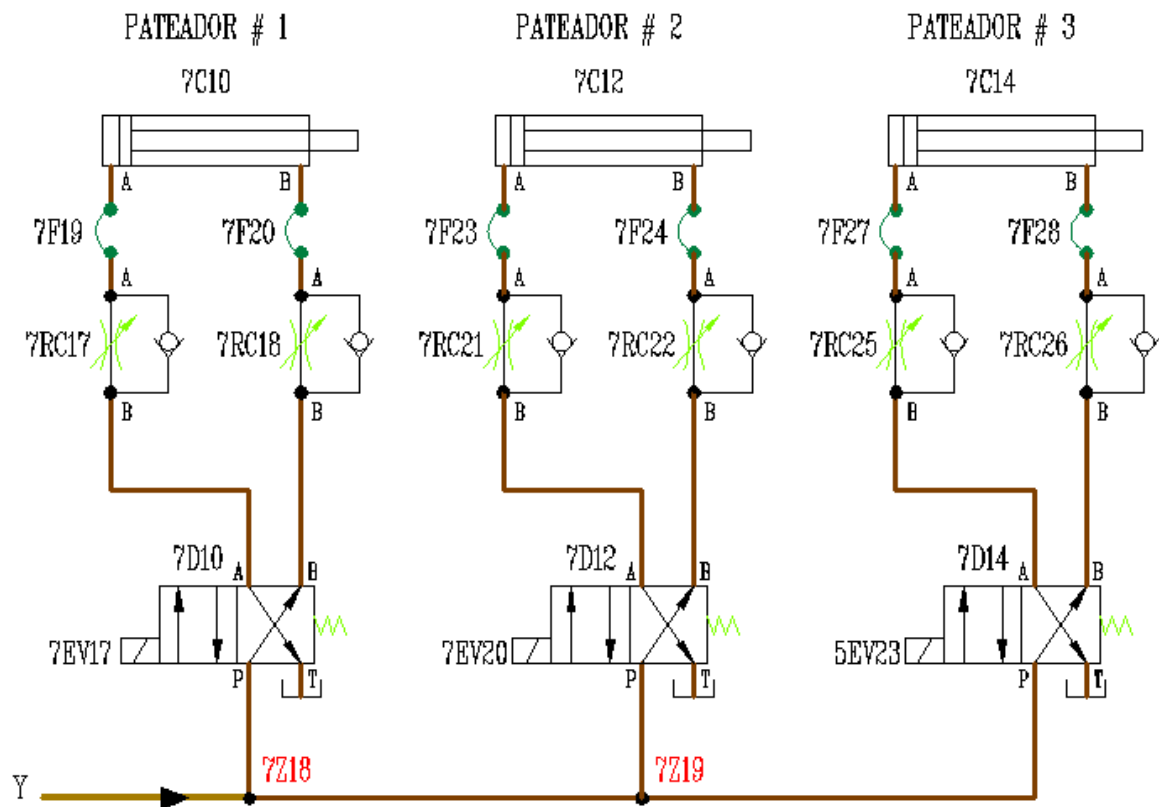 PATEADOR # 1 PATEADOR # 2 PATEADOR # 3
7C10 7C12 7C14
A B A B A B
7F19 7F20 7F23 7F24 7F27 7F28
A A A A A A
7RC17 7RC18 7RC21 7RC22 7RC25 7RC26
B B B B B B
7D10 A B 7D12 A B 7D14 A B
7EV17 7EV20 5EV23
P T P T P T
7Z18 7Z19
Y